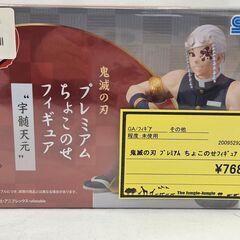 鬼滅の刃
プレミアム
ちょこのせ
フィギュア
“宇髄天元”
GA/フィギア その他
程度:未使用
20095292
鬼滅の刃 プレミアム ちょこのせフィギュア
¥768
The Jungle-Jungle